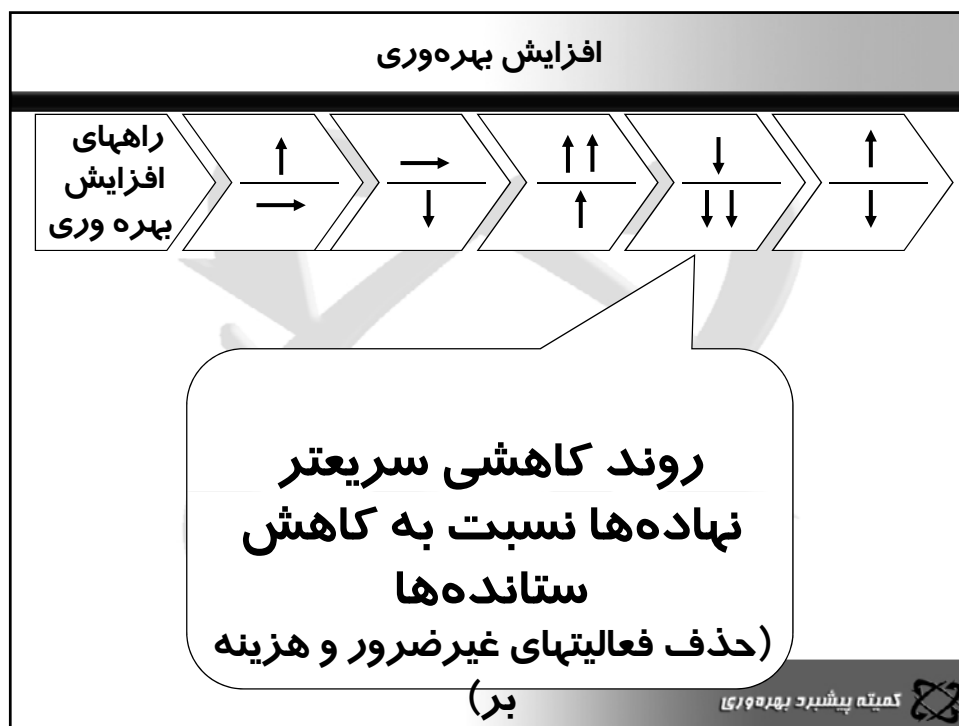 افزایش بهره‌وری
راههای
افزایش
بهره وری
روند کاهشی سریعتر
نهاده‌ها نسبت به کاهش
ستانده‌ها
(حذف فعالیتهای غیرضرور و هزینه
بر)
کمیته پیشبرد بهره‌وری